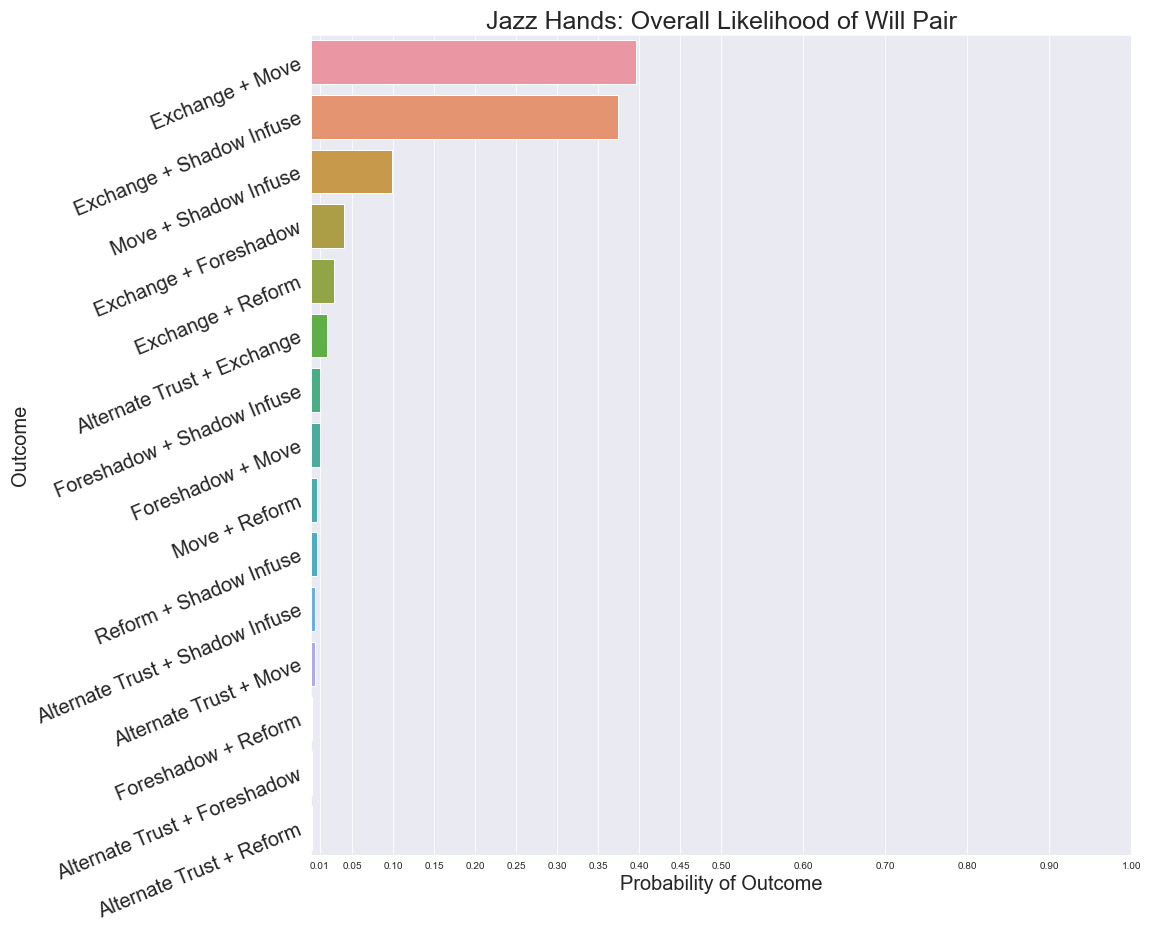 Jazz Hands: Overall Likelihood of Will Pair
Outcome
Exchange + Move
Exchange + Shadow Infuse
Move + Shadow Infuse
Exchange + Foreshadow
Exchange + Reform
Alternate Trust + Exchange
Foreshadow + Shadow Infuse
Foreshadow + Move
Move + Reform
Reform + Shadow Infuse
Alternate Trust + Shadow Infuse
Alternate Trust + Move
Foreshadow + Reform
Alternate Trust + Foreshadow
Alternate Trust + Reform
0.01 0.05 0.10 0.15 0.20 0.25 0.30 0.35 0.40 0.45 0.50 0.60 0.70 0.80 0.90 1.00
Probability of Outcome